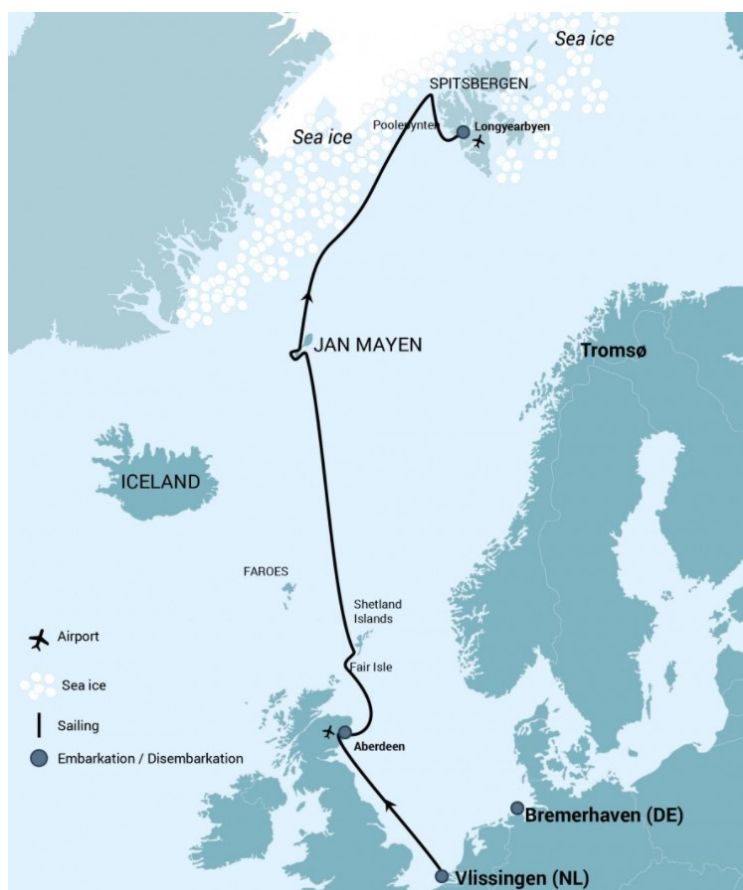 Sea ice
SPITSBERGEN
Poolepynten
Longyearbyen
Sea ice
JAN MAYEN
Tromsø
ICELAND
FAROES
Shetland
Islands
Airport
Fair Isle
Sea ice
Sailing
Aberdeen
Embarkation / Disembarkation
Bremerhaven (DE)
Vlissingen (NL)